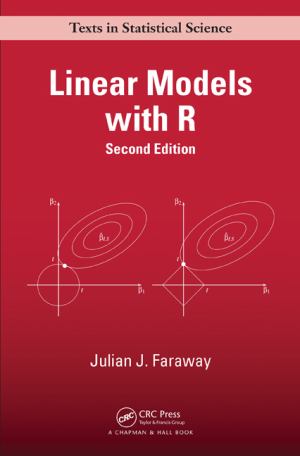 Texts in Statistical Science
Linear Models
with R
Second Edition
β₂
β̂LS
t
β₁
β₂
β̂LS
t
β₁
Julian J. Faraway
CRC Press
Taylor & Francis Group
A CHAPMAN & HALL BOOK